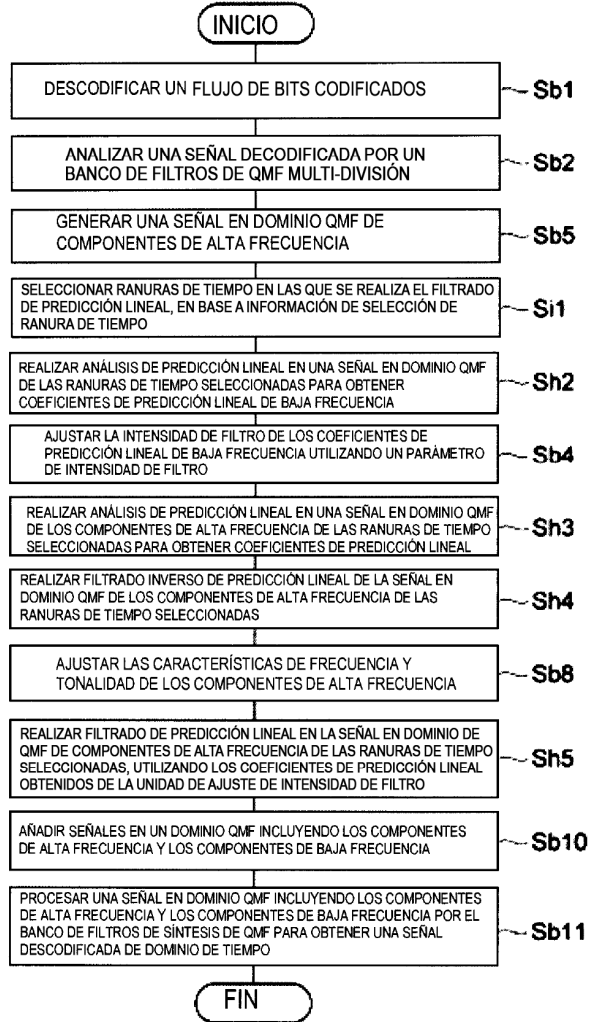 INICIO
DESCODIFICAR UN FLUJO DE BITS CODIFICADOS
Sb1
ANALIZAR UNA SEÑAL DECODIFICADA POR UN
BANCO DE FILTROS DE QMF MULTI-DIVISIÓN
Sb2
GENERAR UNA SEÑAL EN DOMINIO QMF DE
COMPONENTES DE ALTA FRECUENCIA
Sb5
SELECCIONAR RANURAS DE TIEMPO EN LAS QUE SE REALIZA EL FILTRADO
DE PREDICCIÓN LINEAL, EN BASE A INFORMACIÓN DE SELECCIÓN DE
RANURA DE TIEMPO
Si1
REALIZAR ANÁLISIS DE PREDICCIÓN LINEAL EN UNA SEÑAL EN DOMINIO QMF
DE LAS RANURAS DE TIEMPO SELECCIONADAS PARA OBTENER
COEFICIENTES DE PREDICCIÓN LINEAL DE BAJA FRECUENCIA
Sh2
AJUSTAR LA INTENSIDAD DE FILTRO DE LOS COEFICIENTES DE
PREDICCIÓN LINEAL DE BAJA FRECUENCIA UTILIZANDO UN PARÁMETRO
DE INTENSIDAD DE FILTRO
Sb4
REALIZAR ANÁLISIS DE PREDICCIÓN LINEAL EN UNA SEÑAL EN DOMINIO QMF
DE LOS COMPONENTES DE ALTA FRECUENCIA DE LAS RANURAS DE TIEMPO
SELECCIONADAS PARA OBTENER COEFICIENTES DE PREDICCIÓN LINEAL
Sh3
REALIZAR FILTRADO INVERSO DE PREDICCIÓN LINEAL DE LA SEÑAL EN
DOMINIO QMF DE LOS COMPONENTES DE ALTA FRECUENCIA DE LAS
RANURAS DE TIEMPO SELECCIONADAS
Sh4
AJUSTAR LAS CARACTERÍSTICAS DE FRECUENCIA Y
TONALIDAD DE LOS COMPONENTES DE ALTA FRECUENCIA
Sb8
REALIZAR FILTRADO DE PREDICCIÓN LINEAL EN LA SEÑAL EN DOMINIO DE
QMF DE COMPONENTES DE ALTA FRECUENCIA DE LAS RANURAS DE TIEMPO
SELECCIONADAS, UTILIZANDO LOS COEFICIENTES DE PREDICCIÓN LINEAL
OBTENIDOS DE LA UNIDAD DE AJUSTE DE INTENSIDAD DE FILTRO
Sh5
AÑADIR SEÑALES EN UN DOMINIO QMF INCLUYENDO LOS COMPONENTES
DE ALTA FRECUENCIA Y LOS COMPONENTES DE BAJA FRECUENCIA
Sb10
PROCESAR UNA SEÑAL EN DOMINIO QMF INCLUYENDO LOS COMPONENTES
DE ALTA FRECUENCIA Y LOS COMPONENTES DE BAJA FRECUENCIA POR EL
BANCO DE FILTROS DE SÍNTESIS DE QMF PARA OBTENER UNA SEÑAL
DESCODIFICADA DE DOMINIO DE TIEMPO
Sb11
FIN